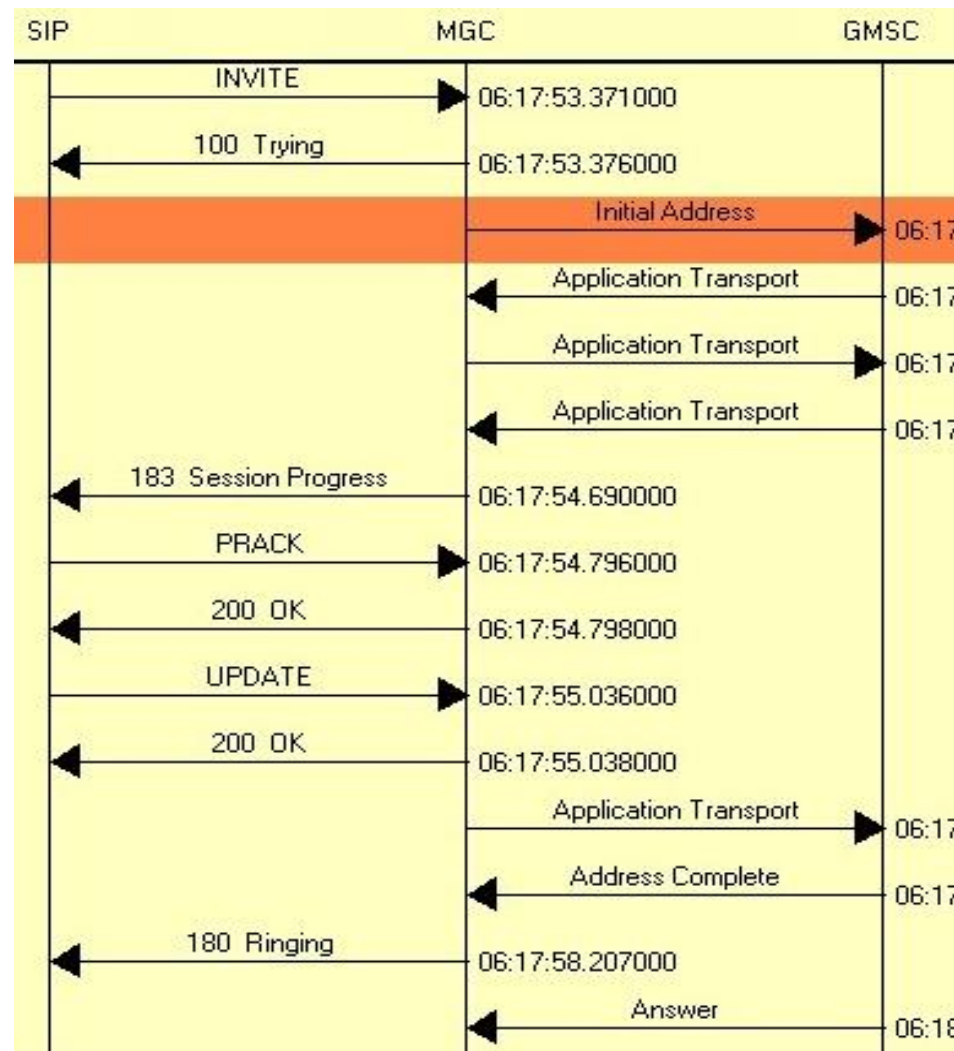 SIP MGC GMSC
INVITE
06:17:53.371000
100 Trying
06:17:53.376000
Initial Address
06:17
Application Transport
06:17
Application Transport
06:17
Application Transport
06:17
183 Session Progress
06:17:54.690000
PRACK
06:17:54.796000
200 OK
06:17:54.798000
UPDATE
06:17:55.036000
200 OK
06:17:55.038000
Application Transport
06:17
Address Complete
06:17
180 Ringing
06:17:58.207000
Answer
06:18